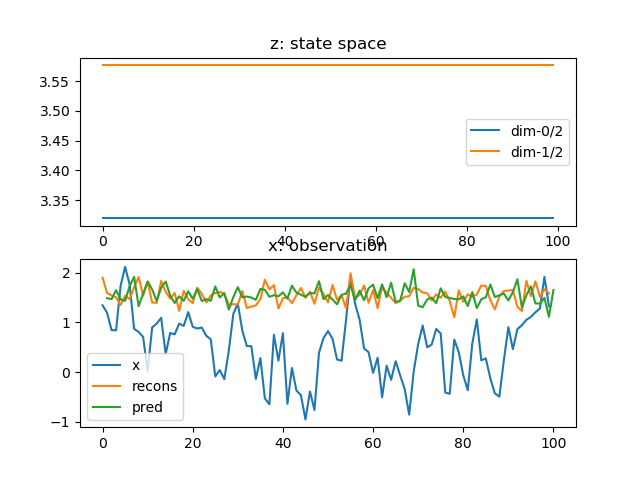 z: state space
3.55
3.50
3.45
3.40
3.35
dim-0/2
dim-1/2
0 20 40 60 80 100
x: observation
2
1
0
−1
x
recons
pred
0 20 40 60 80 100